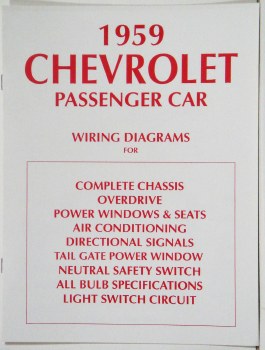 1959
CHEVROLET
PASSENGER CAR
WIRING DIAGRAMS
FOR
COMPLETE CHASSIS
OVERDRIVE
POWER WINDOWS & SEATS
AIR CONDITIONING
DIRECTIONAL SIGNALS
TAIL GATE POWER WINDOW
NEUTRAL SAFETY SWITCH
ALL BULB SPECIFICATIONS
LIGHT SWITCH CIRCUIT